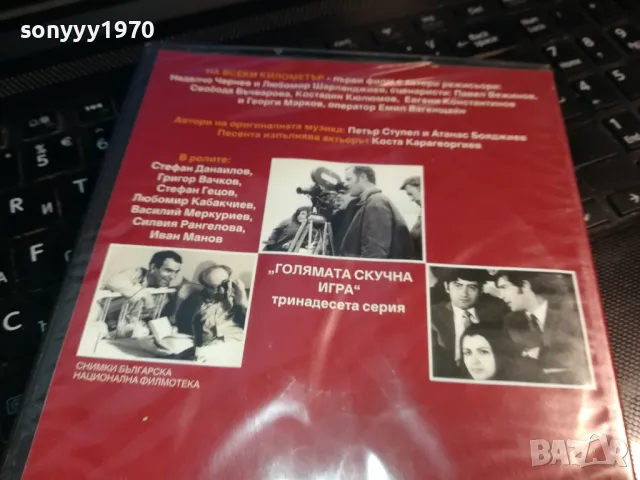 sonyyy1970
НА ВСЕКИ КИЛОМЕТЪР - първи филм с автори режисьори:
Неделчо Чернев и Любомир Шарланджиев, сценаристи: Павел Вежинов,
Свобода Бъчварова, Костадин Кюлюмов, Евгени Константинов
и Георги Марков, оператор Емил Вагенщайн
Автори на оригиналната музика: Петър Ступел и Атанас Бояджиев
Песента изпълнява актьорът Коста Карагеоргиев
В ролите:
Стефан Данаилов,
Григор Вачков,
Стефан Гецов,
Любомир Кабакчиев,
Василий Меркуриев,
Силвия Рангелова,
Иван Манов
„ГОЛЯМАТА СКУЧНА
ИГРА“
тринадесета серия
СНИМКИ БЪЛГАРСКА
НАЦИОНАЛНА ФИЛМОТЕКА
BAZAR